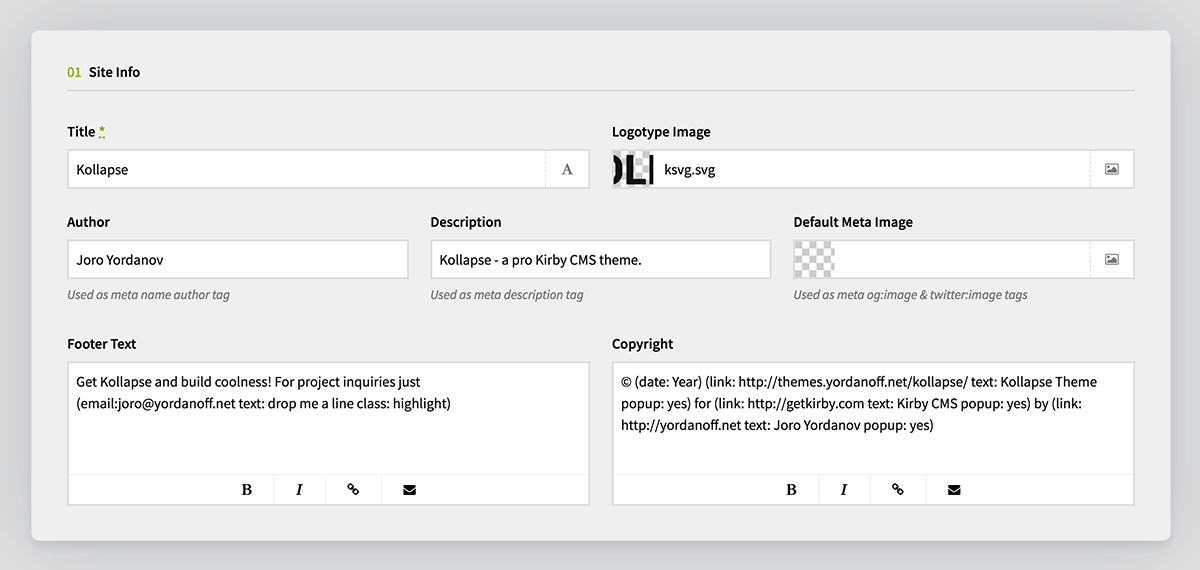 01 Site Info
Title *
Logotype Image
Kollapse
A
OLI
ksvg.svg
Author
Description
Default Meta Image
Joro Yordanov
Kollapse - a pro Kirby CMS theme.
Used as meta name author tag
Used as meta description tag
Used as meta og:image & twitter:image tags
Footer Text
Get Kollapse and build coolness! For project inquiries just
(email:joro@yordanoff.net text: drop me a line class: highlight)
B I
Copyright
© (date: Year) (link: http://themes.yordanoff.net/kollapse/ text: Kollapse Theme
popup: yes) for (link: http://getkirby.com text: Kirby CMS popup: yes) by (link:
http://yordanoff.net text: Joro Yordanov popup: yes)
B I